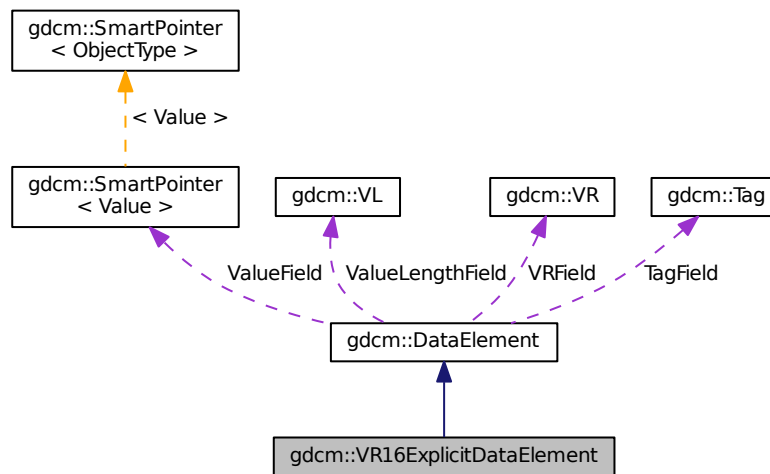 gdcm::SmartPointer
< ObjectType >
< Value >
gdcm::SmartPointer
< Value >
gdcm::VL
gdcm::VR
gdcm::Tag
ValueField
ValueLengthField
VRField
TagField
gdcm::DataElement
gdcm::VR16ExplicitDataElement